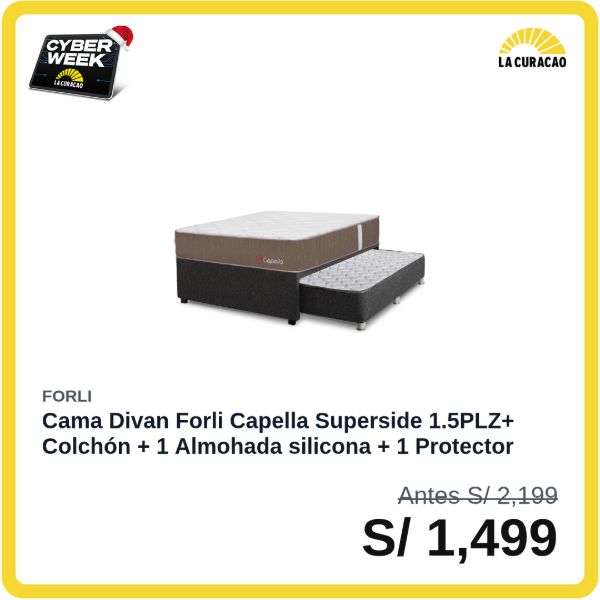 CYBER
WEEK
LA CURACAO
LA CURACAO
Capella
FORLI
Cama Divan Forli Capella Superside 1.5PLZ+
Colchón + 1 Almohada silicona + 1 Protector
Antes S/ 2,199
S/ 1,499